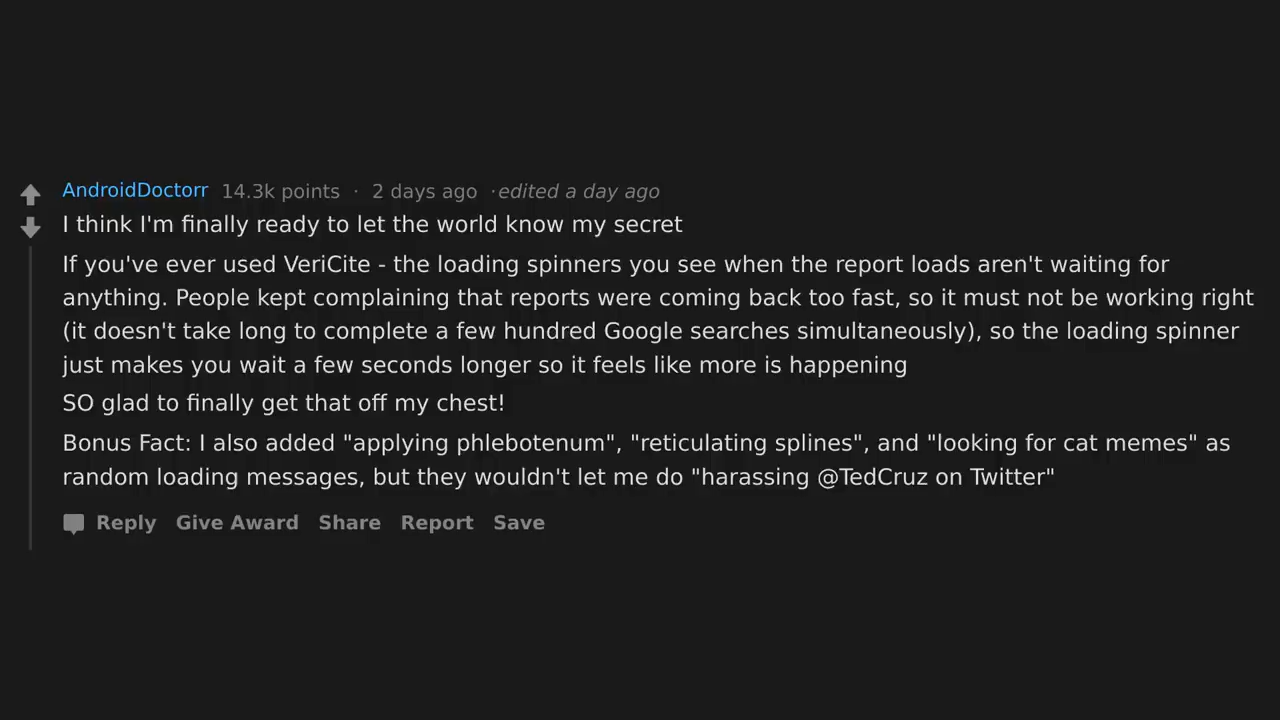 AndroidDoctorr 14.3k points · 2 days ago ·edited a day ago
I think I'm finally ready to let the world know my secret
If you've ever used VeriCite - the loading spinners you see when the report loads aren't waiting for
anything. People kept complaining that reports were coming back too fast, so it must not be working right
(it doesn't take long to complete a few hundred Google searches simultaneously), so the loading spinner
just makes you wait a few seconds longer so it feels like more is happening
SO glad to finally get that off my chest!
Bonus Fact: I also added "applying phlebotenum", "reticulating splines", and "looking for cat memes" as
random loading messages, but they wouldn't let me do "harassing @TedCruz on Twitter"
Reply Give Award Share Report Save